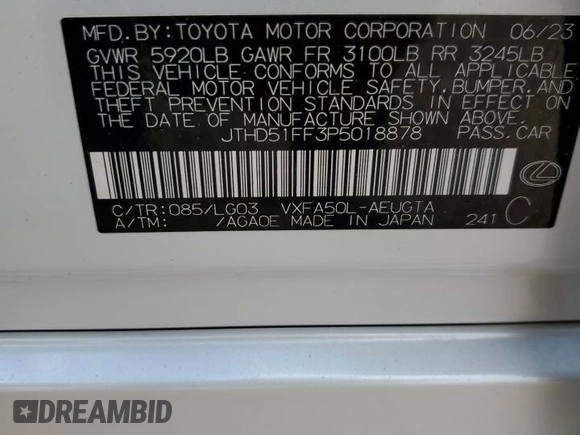 MFD. BY: TOYOTA MOTOR CORPORATION 06/23
GVWR 5920LB GAWR FR 3100LB RR 3245LB
THIS VEHICLE CONFORMS TO ALL APPLICABLE
FEDERAL MOTOR VEHICLE SAFETY, BUMPER, AND
THEFT PREVENTION STANDARDS IN EFFECT ON
THE DATE OF MANUFACTURE SHOWN ABOVE.
JTHD51FF3P5018878 PASS. CAR
C/TR: 085/LG03 VXFA50L-AEUGTA
A/TM: /AGA0E MADE IN JAPAN 241 C
DREAMBID